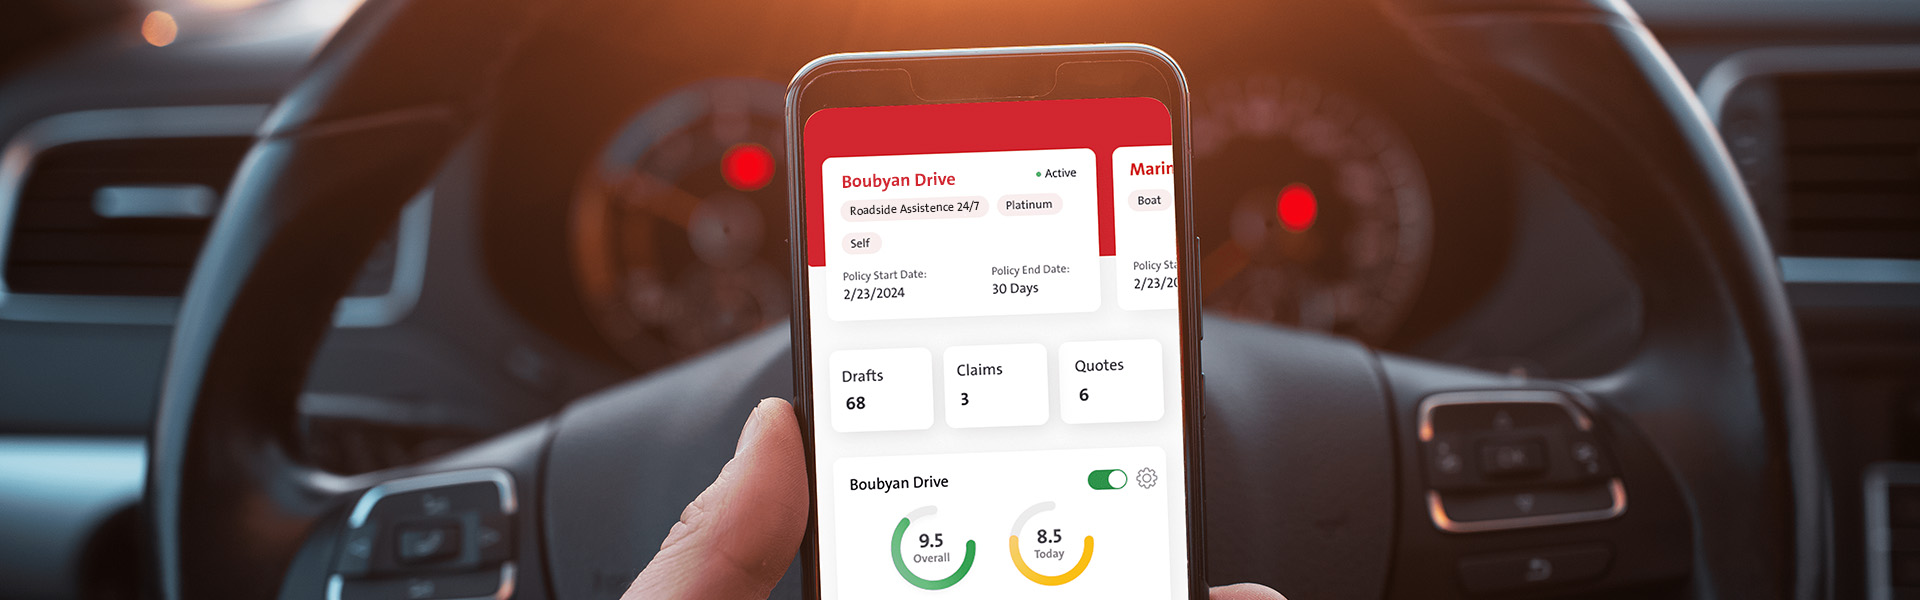 Boubyan Drive
Active
Roadside Assistence 24/7
Platinum
Self
Policy Start Date:
Policy End Date:
2/23/2024
30 Days
Marin
Boat
Policy Sta
2/23/20
Drafts
68
Claims
3
Quotes
6
Boubyan Drive
9.5
Overall
8.5
Today